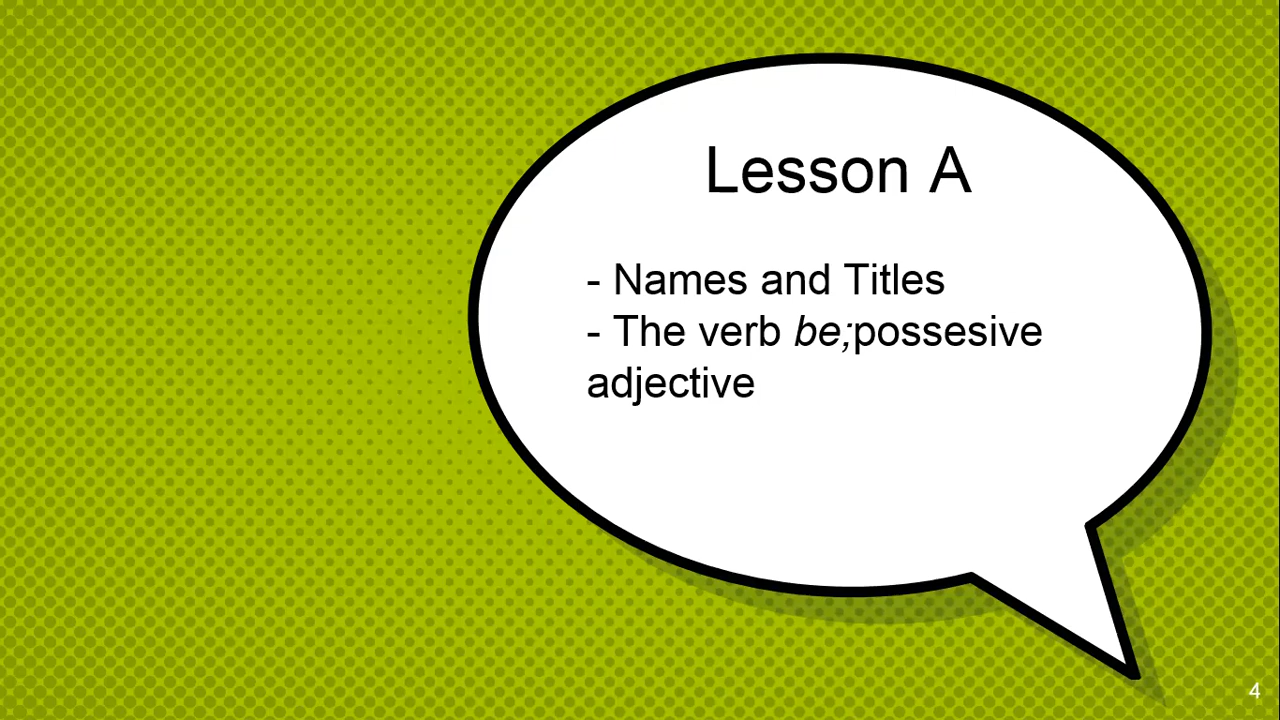 Lesson A
- Names and Titles
- The verb be;possesive
adjective
4